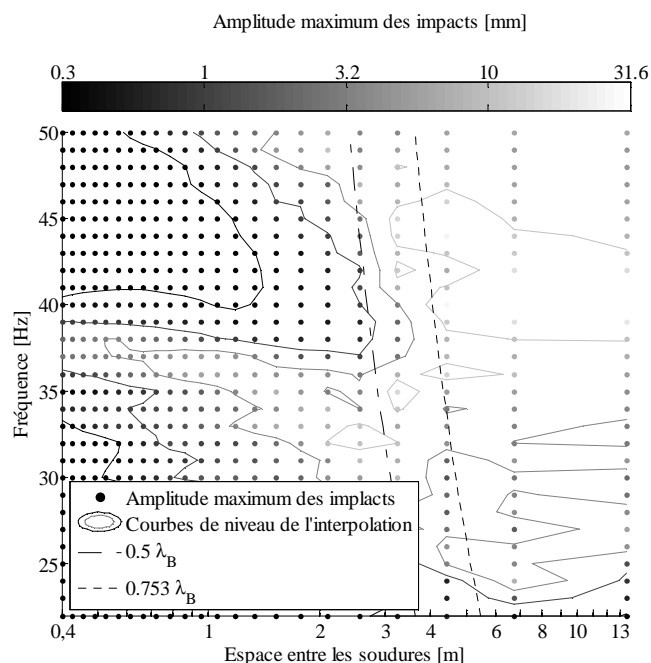 Amplitude maximum des impacts [mm]
0.3 1 3.2 10 31.6
50
45
40
35
30
25
Fréquence [Hz]
Amplitude maximum des implacts
Courbes de niveau de l'interpolation
0.5 λB
0.753 λB
0,4 1 2 3 4 6 8 10 13
Espace entre les soudures [m]